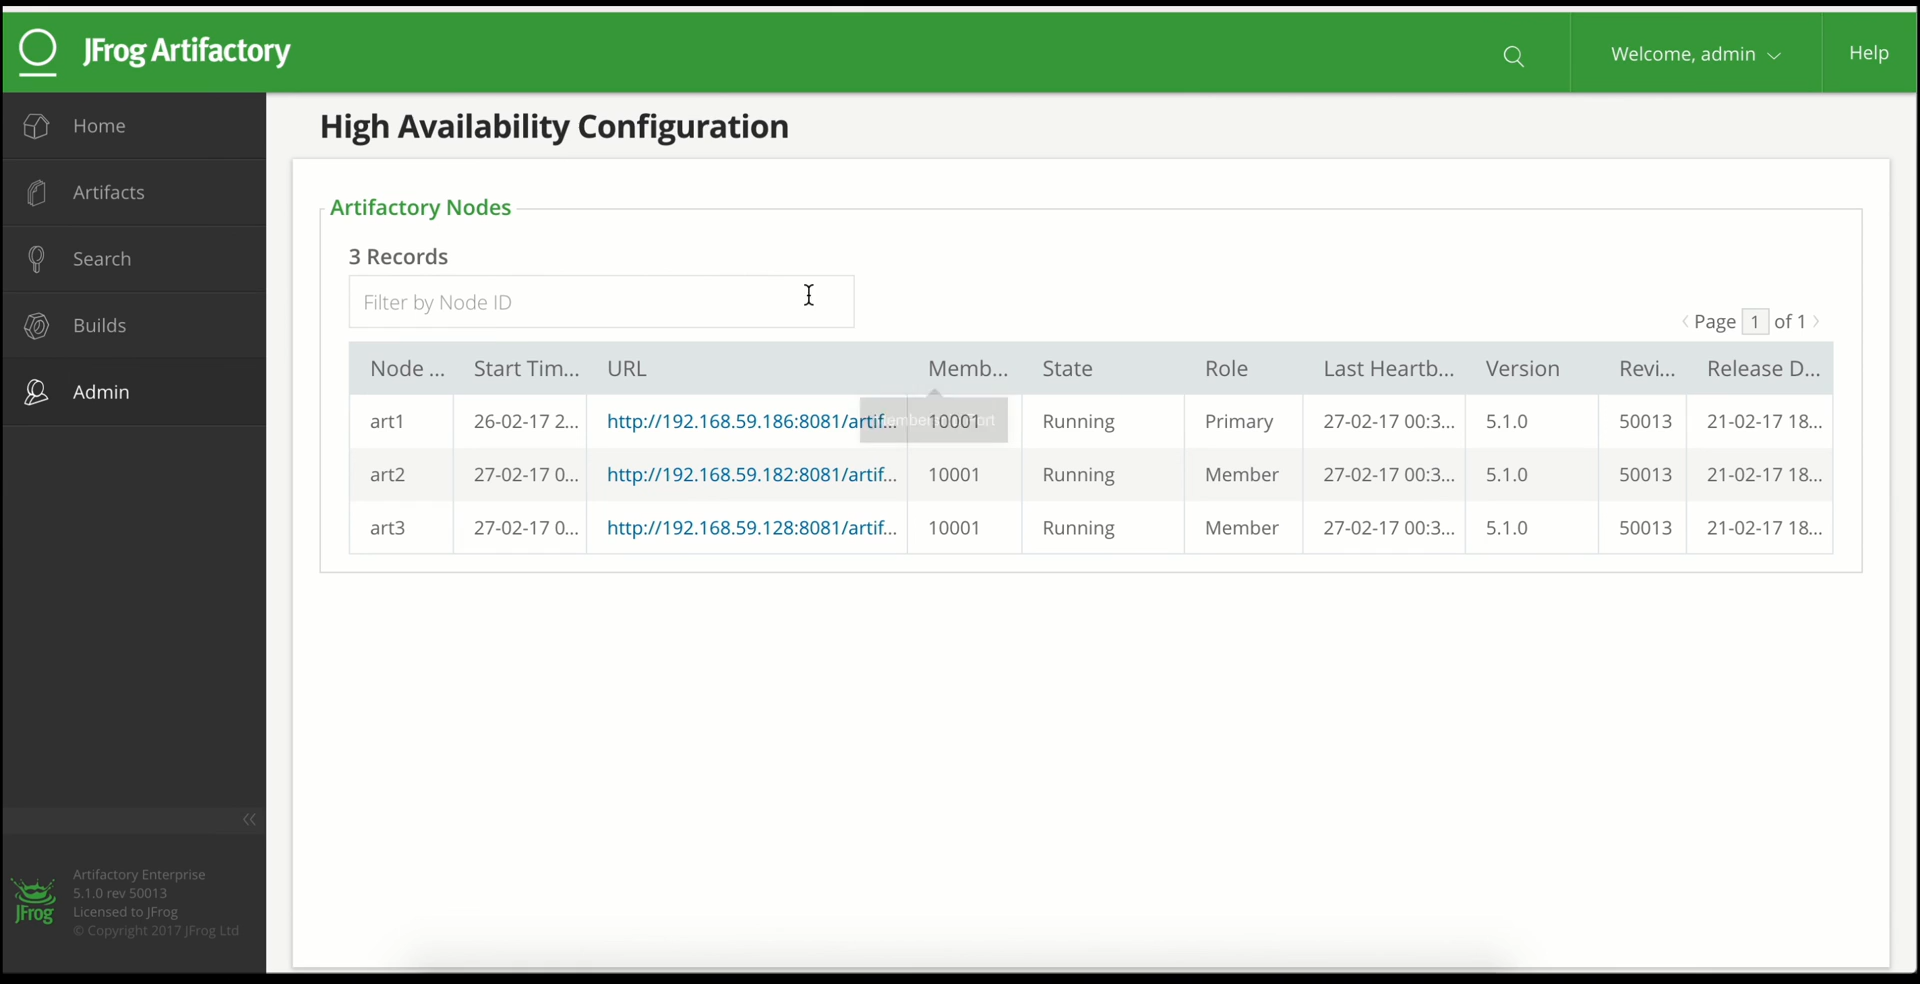 JFrog Artifactory
Welcome, admin
Help
Home
Artifacts
Search
Builds
Admin
Artifactory Enterprise
5.1.0 rev 50013
Licensed to JFrog
© Copyright 2017 JFrog Ltd
JFrog
High Availability Configuration
Artifactory Nodes
3 Records
Filter by Node ID
Page 1 of 1
Node ... Start Tim... URL Memb... State Role Last Heartb... Version Revi... Release D...
art1 26-02-17 2... http://192.168.59.186:8081/artif... 10001 Running Primary 27-02-17 00:3... 5.1.0 50013 21-02-17 18...
art2 27-02-17 0... http://192.168.59.182:8081/artif... 10001 Running Member 27-02-17 00:3... 5.1.0 50013 21-02-17 18...
art3 27-02-17 0... http://192.168.59.128:8081/artif... 10001 Running Member 27-02-17 00:3... 5.1.0 50013 21-02-17 18...